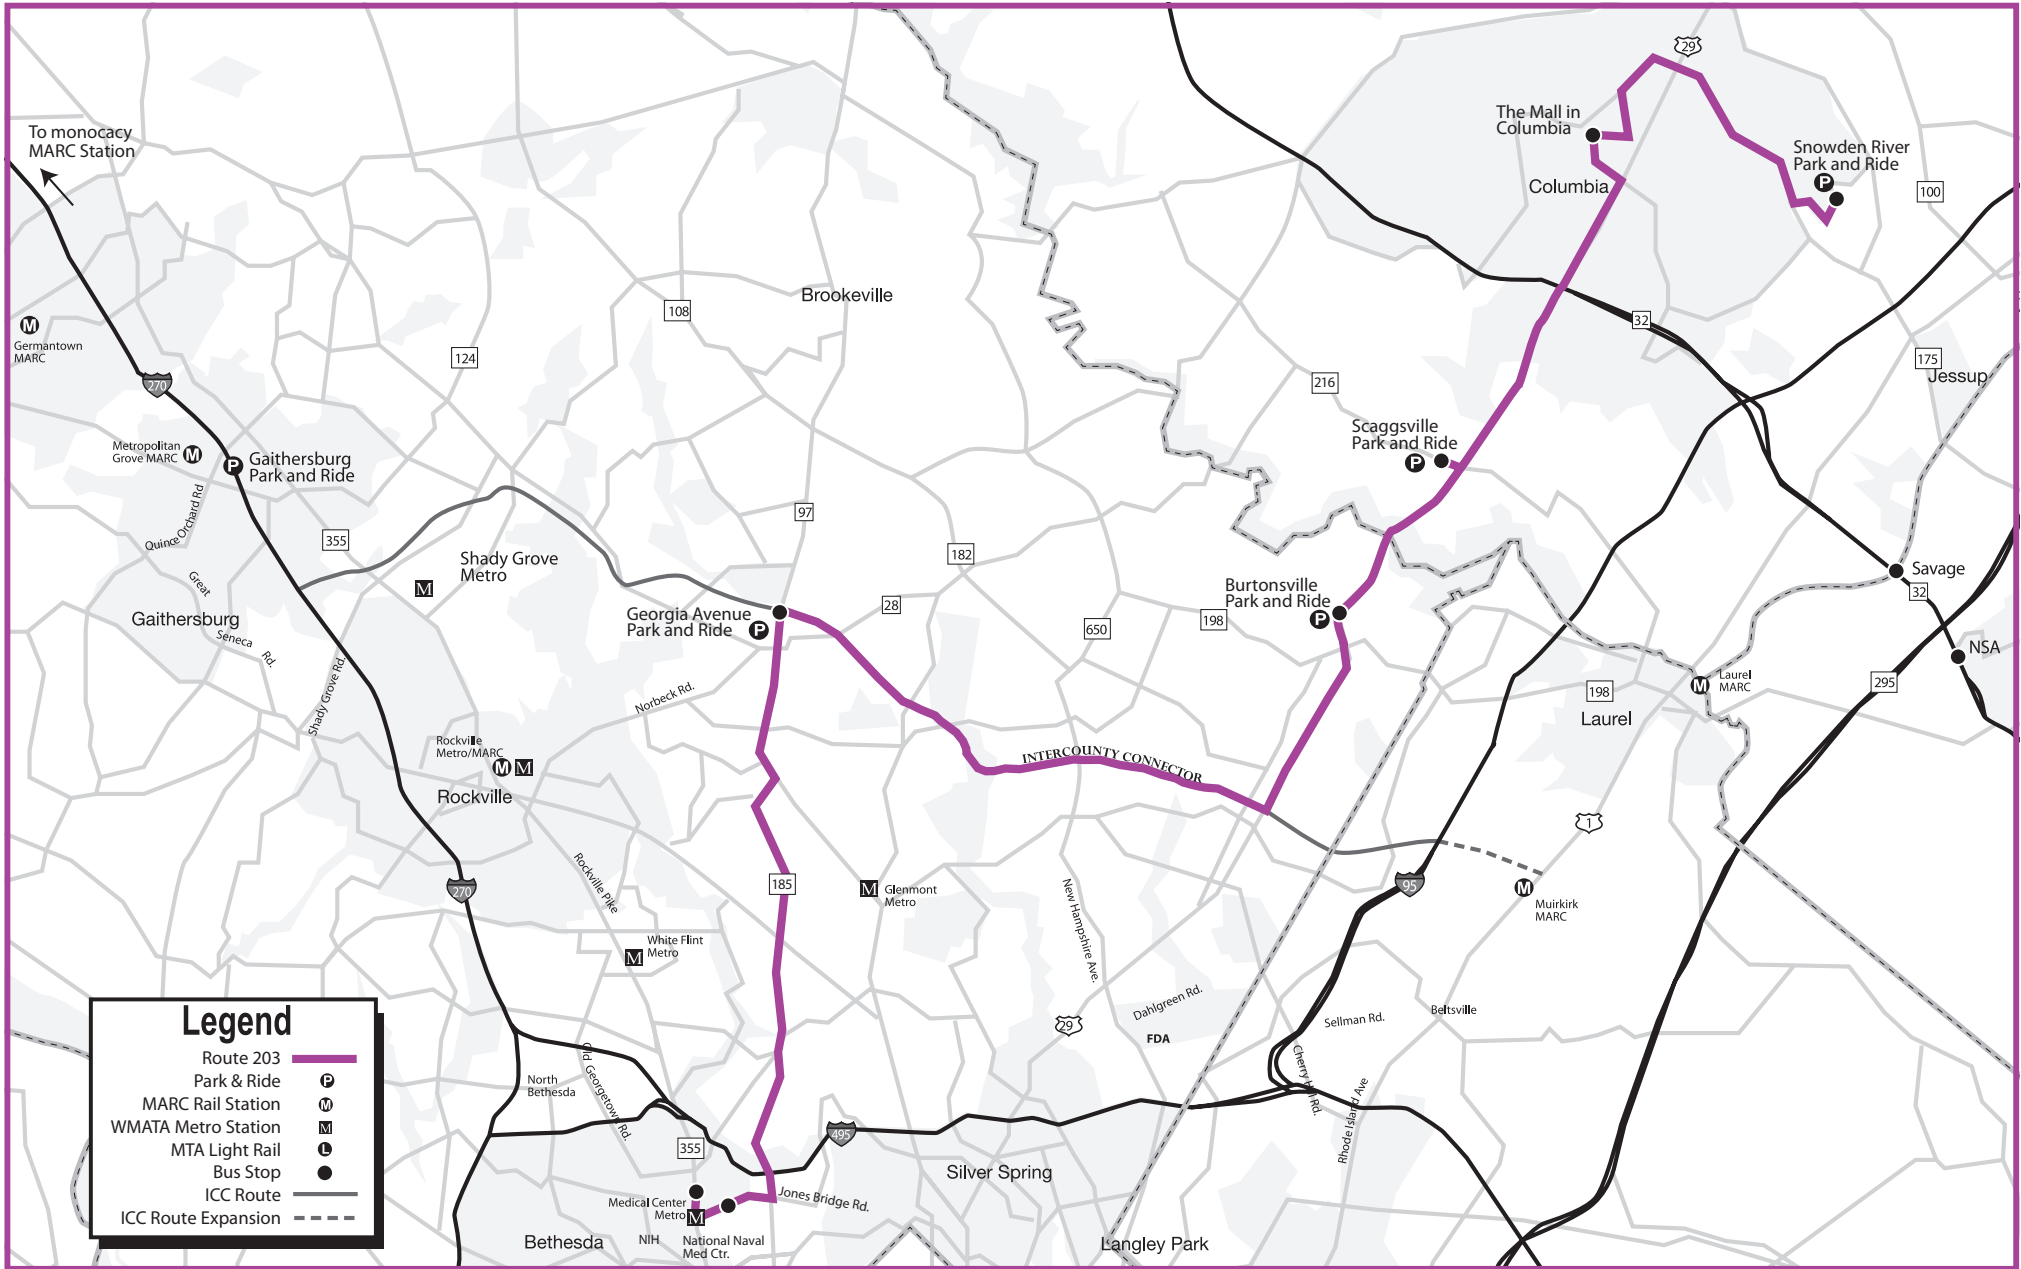 29
The Mall in
Columbia
To monocacy
MARC Station
Snowden River
Park and Ride
P
Columbia
100
Brookeville
108
32
M
Germantown
MARC
124
175
Jessup
270
216
Scaggsville
Park and Ride
P
Metropolitan
Grove MARC
M
P
Gaithersburg
Park and Ride
Quince Orchard Rd
97
355
182
Shady Grove
Metro
M
Savage
32
Great
Seneca
Rd.
Gaithersburg
Burtonsville
Park and Ride
P
28
198
Georgia Avenue
Park and Ride
P
650
NSA
Shady Grove Rd.
Norbeck Rd.
M
Laurel
MARC
295
198
Laurel
Rockville
Metro/MARC
M
M
Rockville
INTERCOUNTY CONNECTOR
1
270
Rockville Pike
185
M
Glenmont
Metro
95
M
Muirkirk
MARC
New Hampshire Ave.
White Flint
Metro
M
Dahlgreen Rd.
Beltsville
Sellman Rd.
29
FDA
Legend
Route 203
Park & Ride
P
MARC Rail Station
M
WMATA Metro Station
M
MTA Light Rail
L
Bus Stop
ICC Route
ICC Route Expansion
Old Georgetown Rd.
North
Bethesda
Cherry Hill Rd.
Rhode Island Ave
495
355
Silver Spring
Jones Bridge Rd.
Medical Center
Metro
M
NIH
National Naval
Med Ctr.
Bethesda
Langley Park